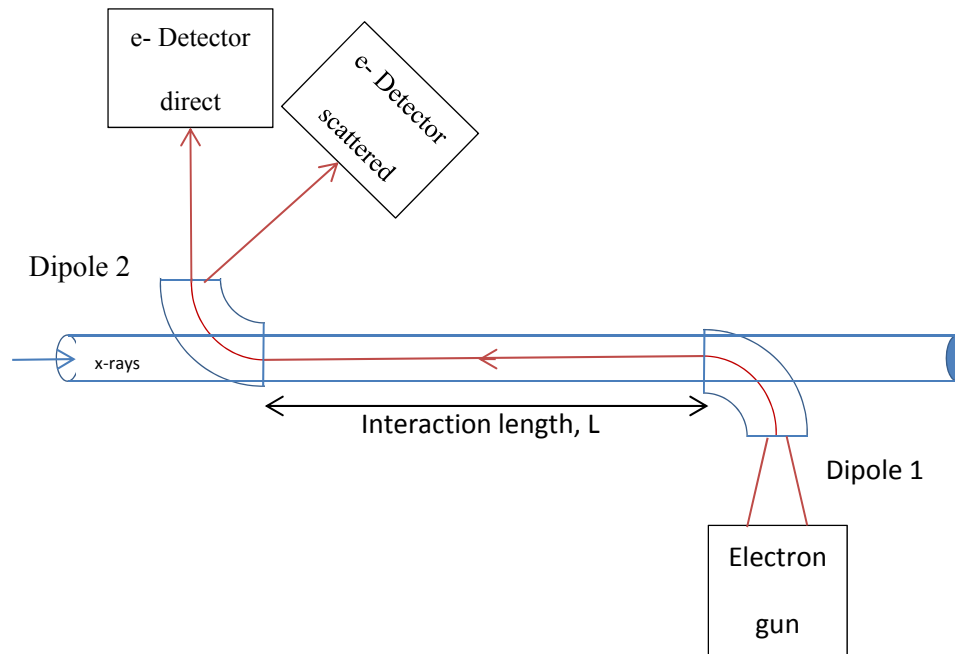 e- Detector
direct
e- Detector
scattered
Dipole 2
x-rays
Interaction length, L
Dipole 1
Electron
gun